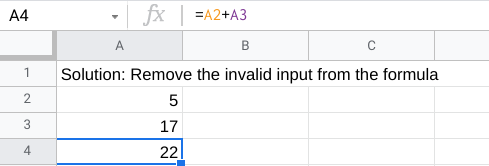 A4 fx =A2+A3
A B C
1 Solution: Remove the invalid input from the formula
2 5
3 17
4 22